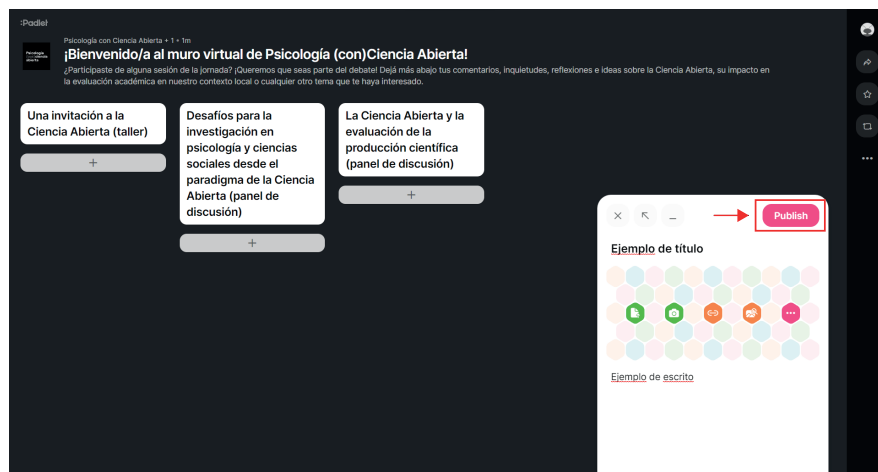 :Padlet
Psicología con Ciencia Abierta + 1 • 1m
¡Bienvenido/a al muro virtual de Psicología (con)Ciencia Abierta!
¿Participaste de alguna sesión de la jornada? ¡Queremos que seas parte del debate! Dejá más abajo tus comentarios, inquietudes, reflexiones e ideas sobre la Ciencia Abierta, su impacto en
la evaluación académica en nuestro contexto local o cualquier otro tema que te haya interesado.
Una invitación a la
Ciencia Abierta (taller)
Desafíos para la
investigación en
psicología y ciencias
sociales desde el
paradigma de la Ciencia
Abierta (panel de
discusión)
La Ciencia Abierta y la
evaluación de la
producción científica
(panel de discusión)
Publish
Ejemplo de título
Ejemplo de escrito